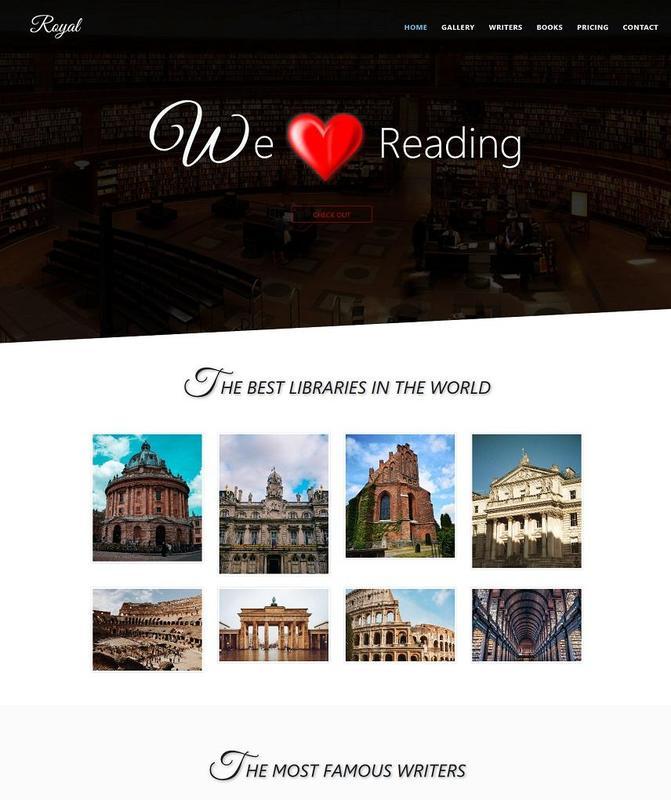 Royal
HOME GALLERY WRITERS BOOKS PRICING CONTACT
We ❤ Reading
CHECK OUT
THE BEST LIBRARIES IN THE WORLD
THE MOST FAMOUS WRITERS